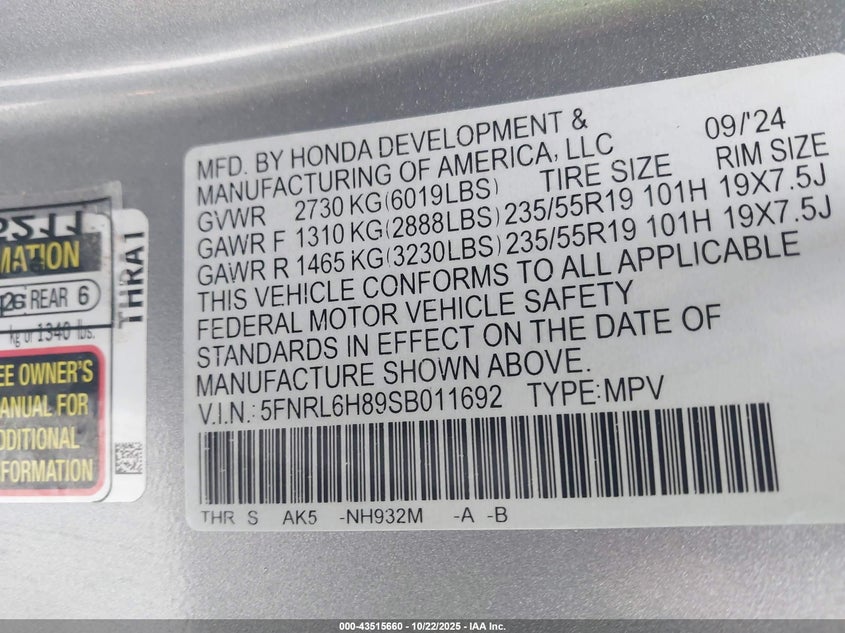 MFD. BY HONDA DEVELOPMENT & 09/'24
MANUFACTURING OF AMERICA, LLC
TIRE SIZE RIM SIZE
GVWR 2730 KG(6019LBS)
GAWR F 1310 KG(2888LBS) 235/55R19 101H 19X7.5J
GAWR R 1465 KG(3230LBS) 235/55R19 101H 19X7.5J
THIS VEHICLE CONFORMS TO ALL APPLICABLE
FEDERAL MOTOR VEHICLE SAFETY
STANDARDS IN EFFECT ON THE DATE OF
MANUFACTURE SHOWN ABOVE.
V.I.N.: 5FNRL6H89SB011692 TYPE:MPV
THR S AK5 -NH932M -A -B
MATION
REAR 6
kg or 1340 lbs.
EE OWNER'S
ANUAL FOR
DDITIONAL
FORMATION
THRA1
000-43515660 - 10/22/2025 - IAA Inc.